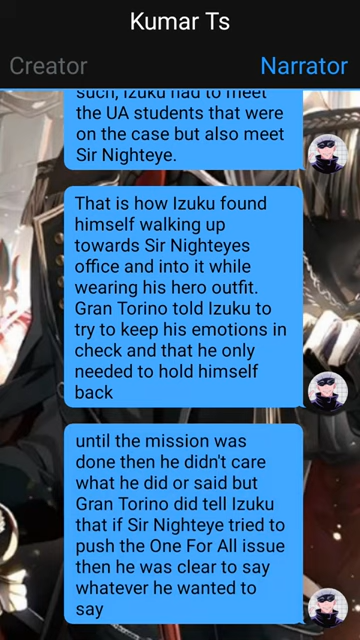 Kumar Ts
Creator
Narrator
such, Izuku had to meet
the UA students that were
on the case but also meet
Sir Nighteye.
That is how Izuku found
himself walking up
towards Sir Nighteyes
office and into it while
wearing his hero outfit.
Gran Torino told Izuku to
try to keep his emotions in
check and that he only
needed to hold himself
back
until the mission was
done then he didn't care
what he did or said but
Gran Torino did tell Izuku
that if Sir Nighteye tried to
push the One For All issue
then he was clear to say
whatever he wanted to
say